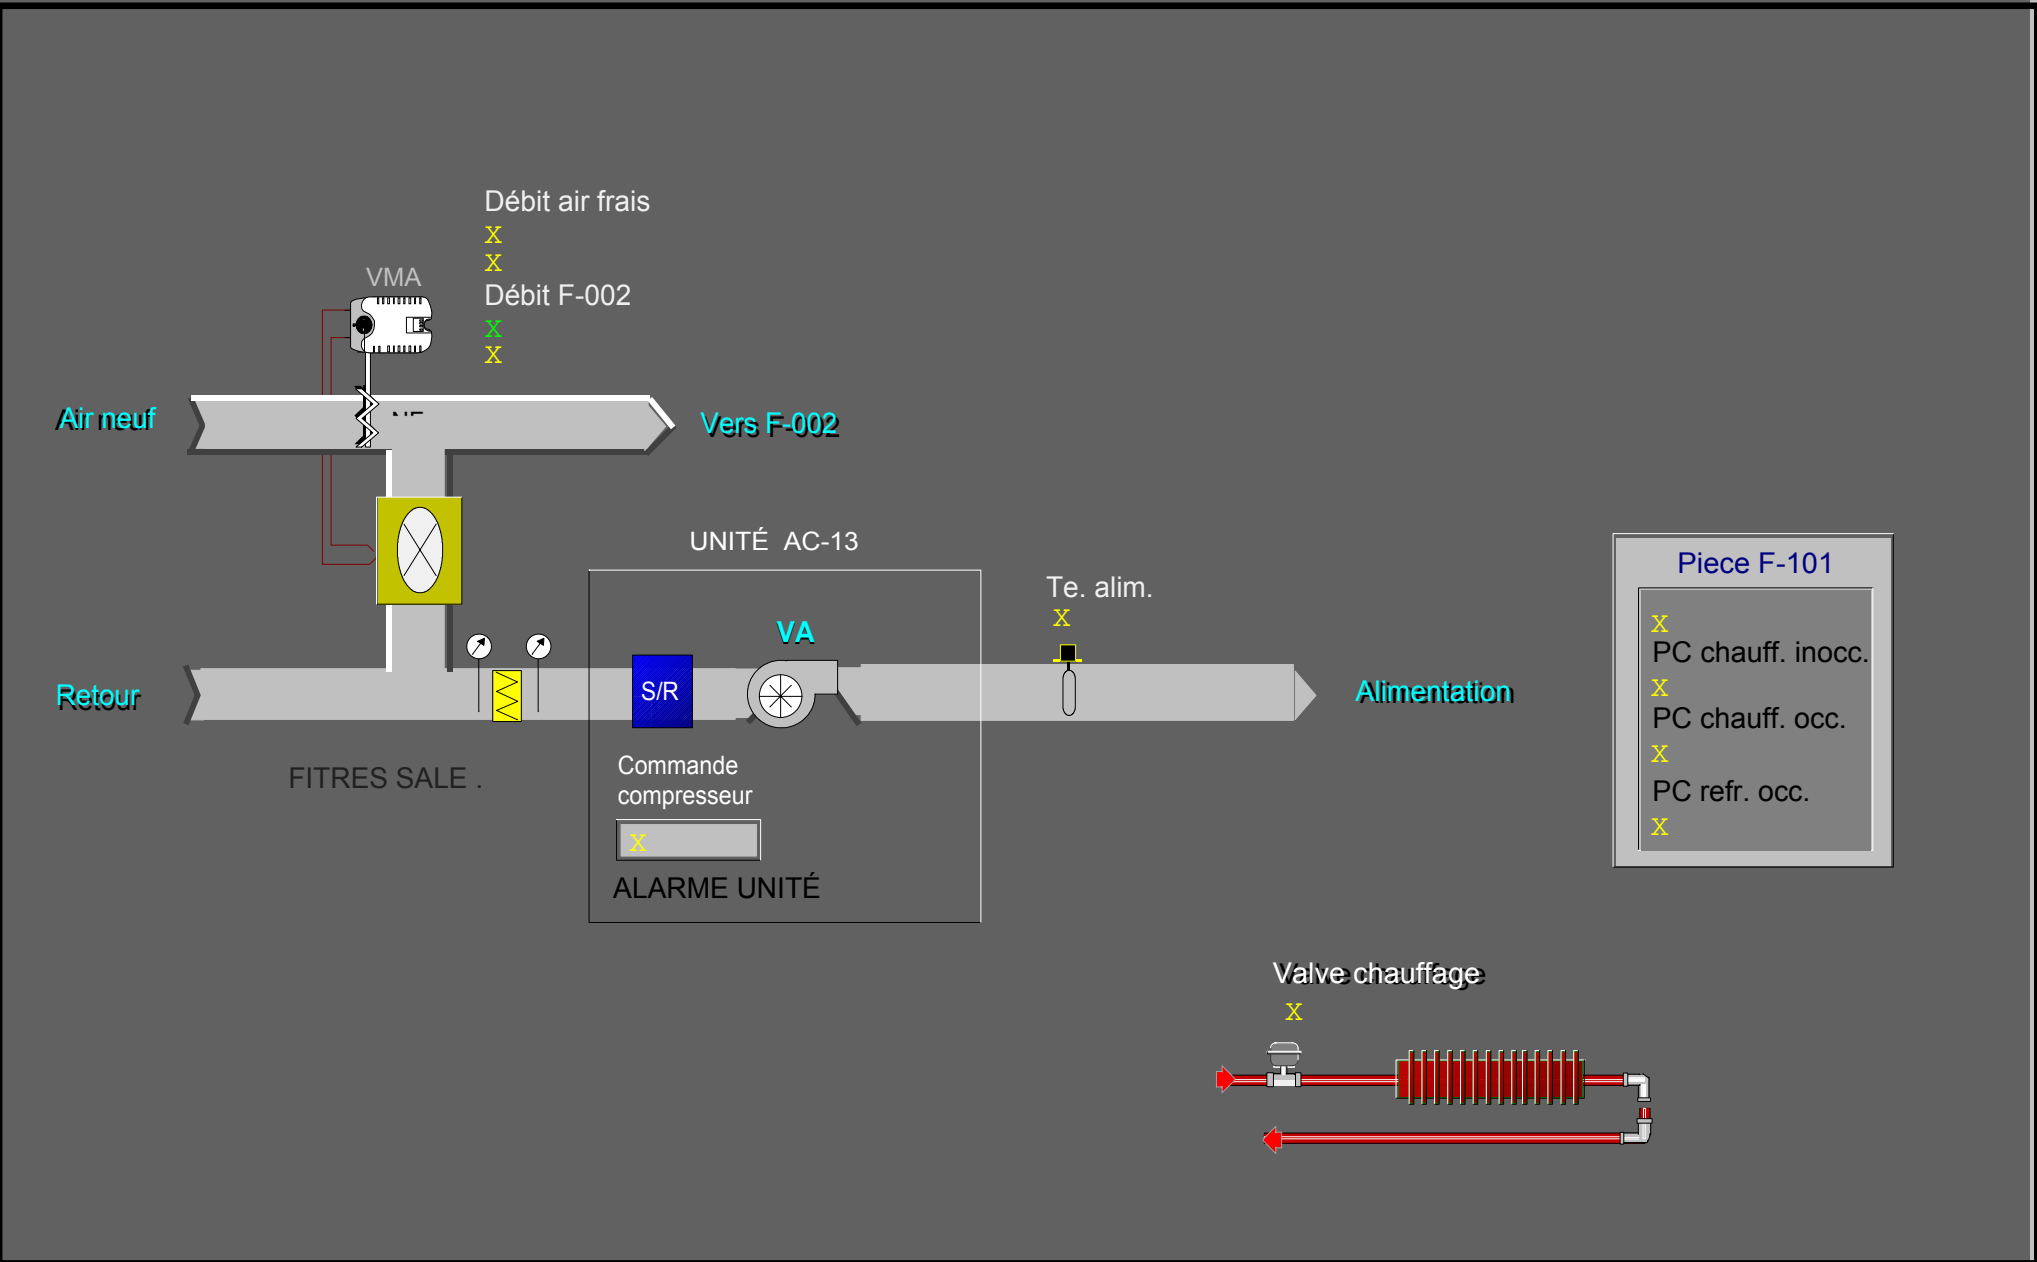 Débit air frais
X
X
VMA
Débit F-002
X
X
Air neuf
Vers F-002
UNITÉ AC-13
Te. alim.
X
VA
Retour
S/R
Alimentation
FITRES SALE .
Commande
compresseur
X
ALARME UNITÉ
Piece F-101
X
PC chauff. inocc.
X
PC chauff. occ.
X
PC refr. occ.
X
Valve chauffage
X